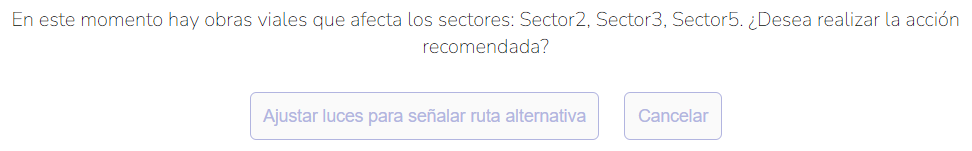 En este momento hay obras viales que afecta los sectores: Sector2, Sector3, Sector5. ¿Desea realizar la acción
recomendada?
Ajustar luces para señalar ruta alternativa Cancelar